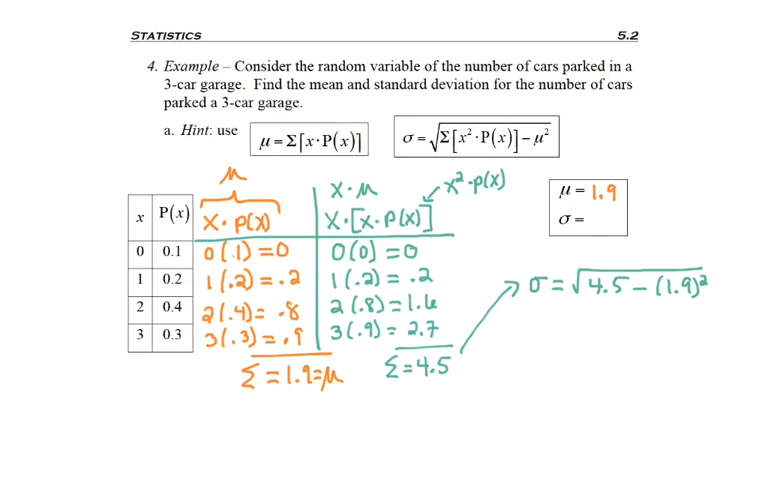 STATISTICS 5.2
4. Example – Consider the random variable of the number of cars parked in a
3-car garage. Find the mean and standard deviation for the number of cars
parked a 3-car garage.
a. Hint: use μ = Σ[x·P(x)] σ = √Σ[x²·P(x)] − μ²
μ
x·μ
x²·p(x)
μ = 1.9
σ =
x P(x) x·p(x) x·[x·p(x)]
0 0.1 0(.1) = 0 0(0) = 0
1 0.2 1(.2) = .2 1(.2) = .2
σ = √4.5 − (1.9)²
2 0.4 2(.4) = .8 2(.8) = 1.6
3 0.3 3(.3) = .9 3(.9) = 2.7
Σ = 1.9 = μ Σ = 4.5